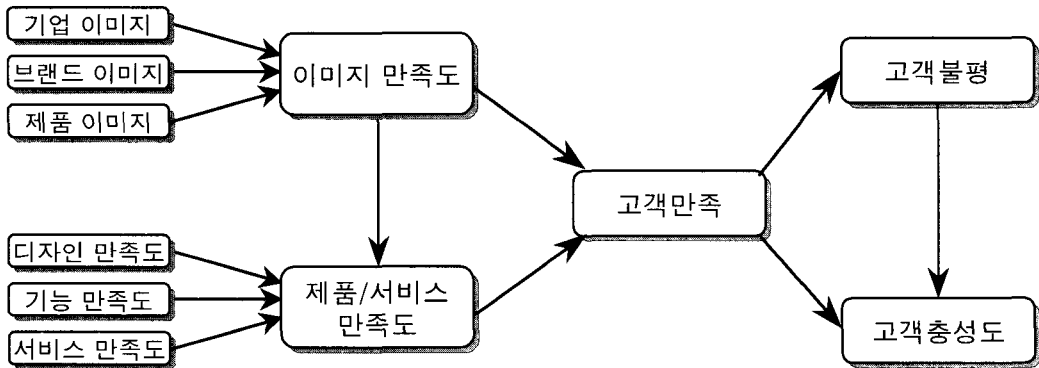 기업 이미지
브랜드 이미지
제품 이미지
이미지 만족도
고객불평
고객만족
디자인 만족도
기능 만족도
서비스 만족도
제품/서비스
만족도
고객충성도